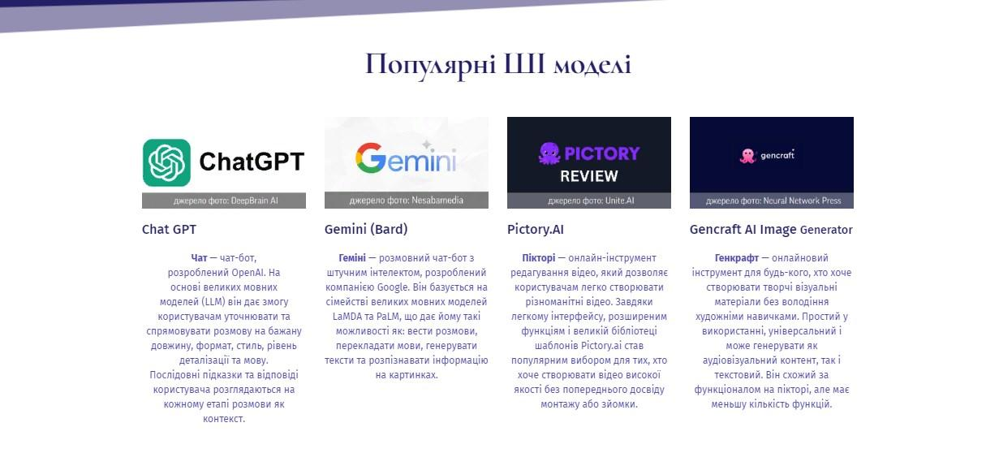 Популярні ШІ моделі
ChatGPT
джерело фото: DeepBrain AI
Chat GPT
Чат — чат-бот,
розроблений OpenAI. На
основі великих мовних
моделей (LLM) він дає змогу
користувачам уточнювати та
спрямовувати розмову на бажану
довжину, формат, стиль, рівень
деталізації та мову.
Послідовні підказки та відповіді
користувача розглядаються на
кожному етапі розмови як
контекст.
Gemini
джерело фото: Nesabamedia
Gemini (Bard)
Геміні — розмовний чат-бот з
штучним інтелектом, розроблений
компанією Google. Він базується на
сімействі великих мовних моделей
LaMDA та PaLM, що дає йому такі
можливості як: вести розмови,
перекладати мови, генерувати
тексти та розпізнавати інформацію
на картинках.
PICTORY
REVIEW
джерело фото: Unite.AI
Pictory.AI
Пікторі — онлайн-інструмент
редагування відео, який дозволяє
користувачам легко створювати
різноманітні відео. Завдяки
легкому інтерфейсу, розширеним
функціям і великій бібліотеці
шаблонів Pictory.ai став
популярним вибором для тих, хто
хоче створювати відео високої
якості без попереднього досвіду
монтажу або зйомки.
gencraft
джерело фото: Neural Network Press
Gencraft AI Image Generator
Генкрафт — онлайновий
інструмент для будь-кого, хто хоче
створювати творчі візуальні
матеріали без володіння
художніми навичками. Простий у
використанні, універсальний і
може генерувати як
аудіовізуальний контент, так і
текстовий. Він схожий за
функціоналом на пікторі, але має
меньшу кількість функцій.